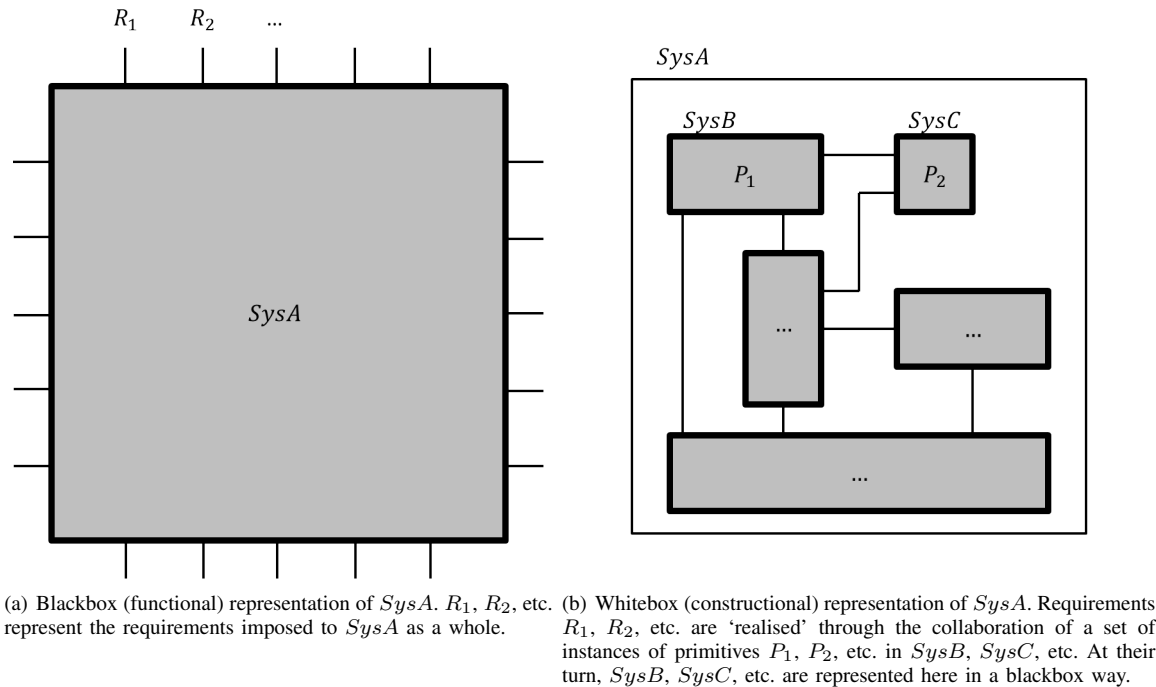 R₁ R₂ ...
SysA
SysA
SysB SysC
P₁ P₂
...
...
...
(a) Blackbox (functional) representation of SysA. R₁, R₂, etc.
represent the requirements imposed to SysA as a whole.
(b) Whitebox (constructional) representation of SysA. Requirements
R₁, R₂, etc. are ‘realised’ through the collaboration of a set of
instances of primitives P₁, P₂, etc. in SysB, SysC, etc. At their
turn, SysB, SysC, etc. are represented here in a blackbox way.